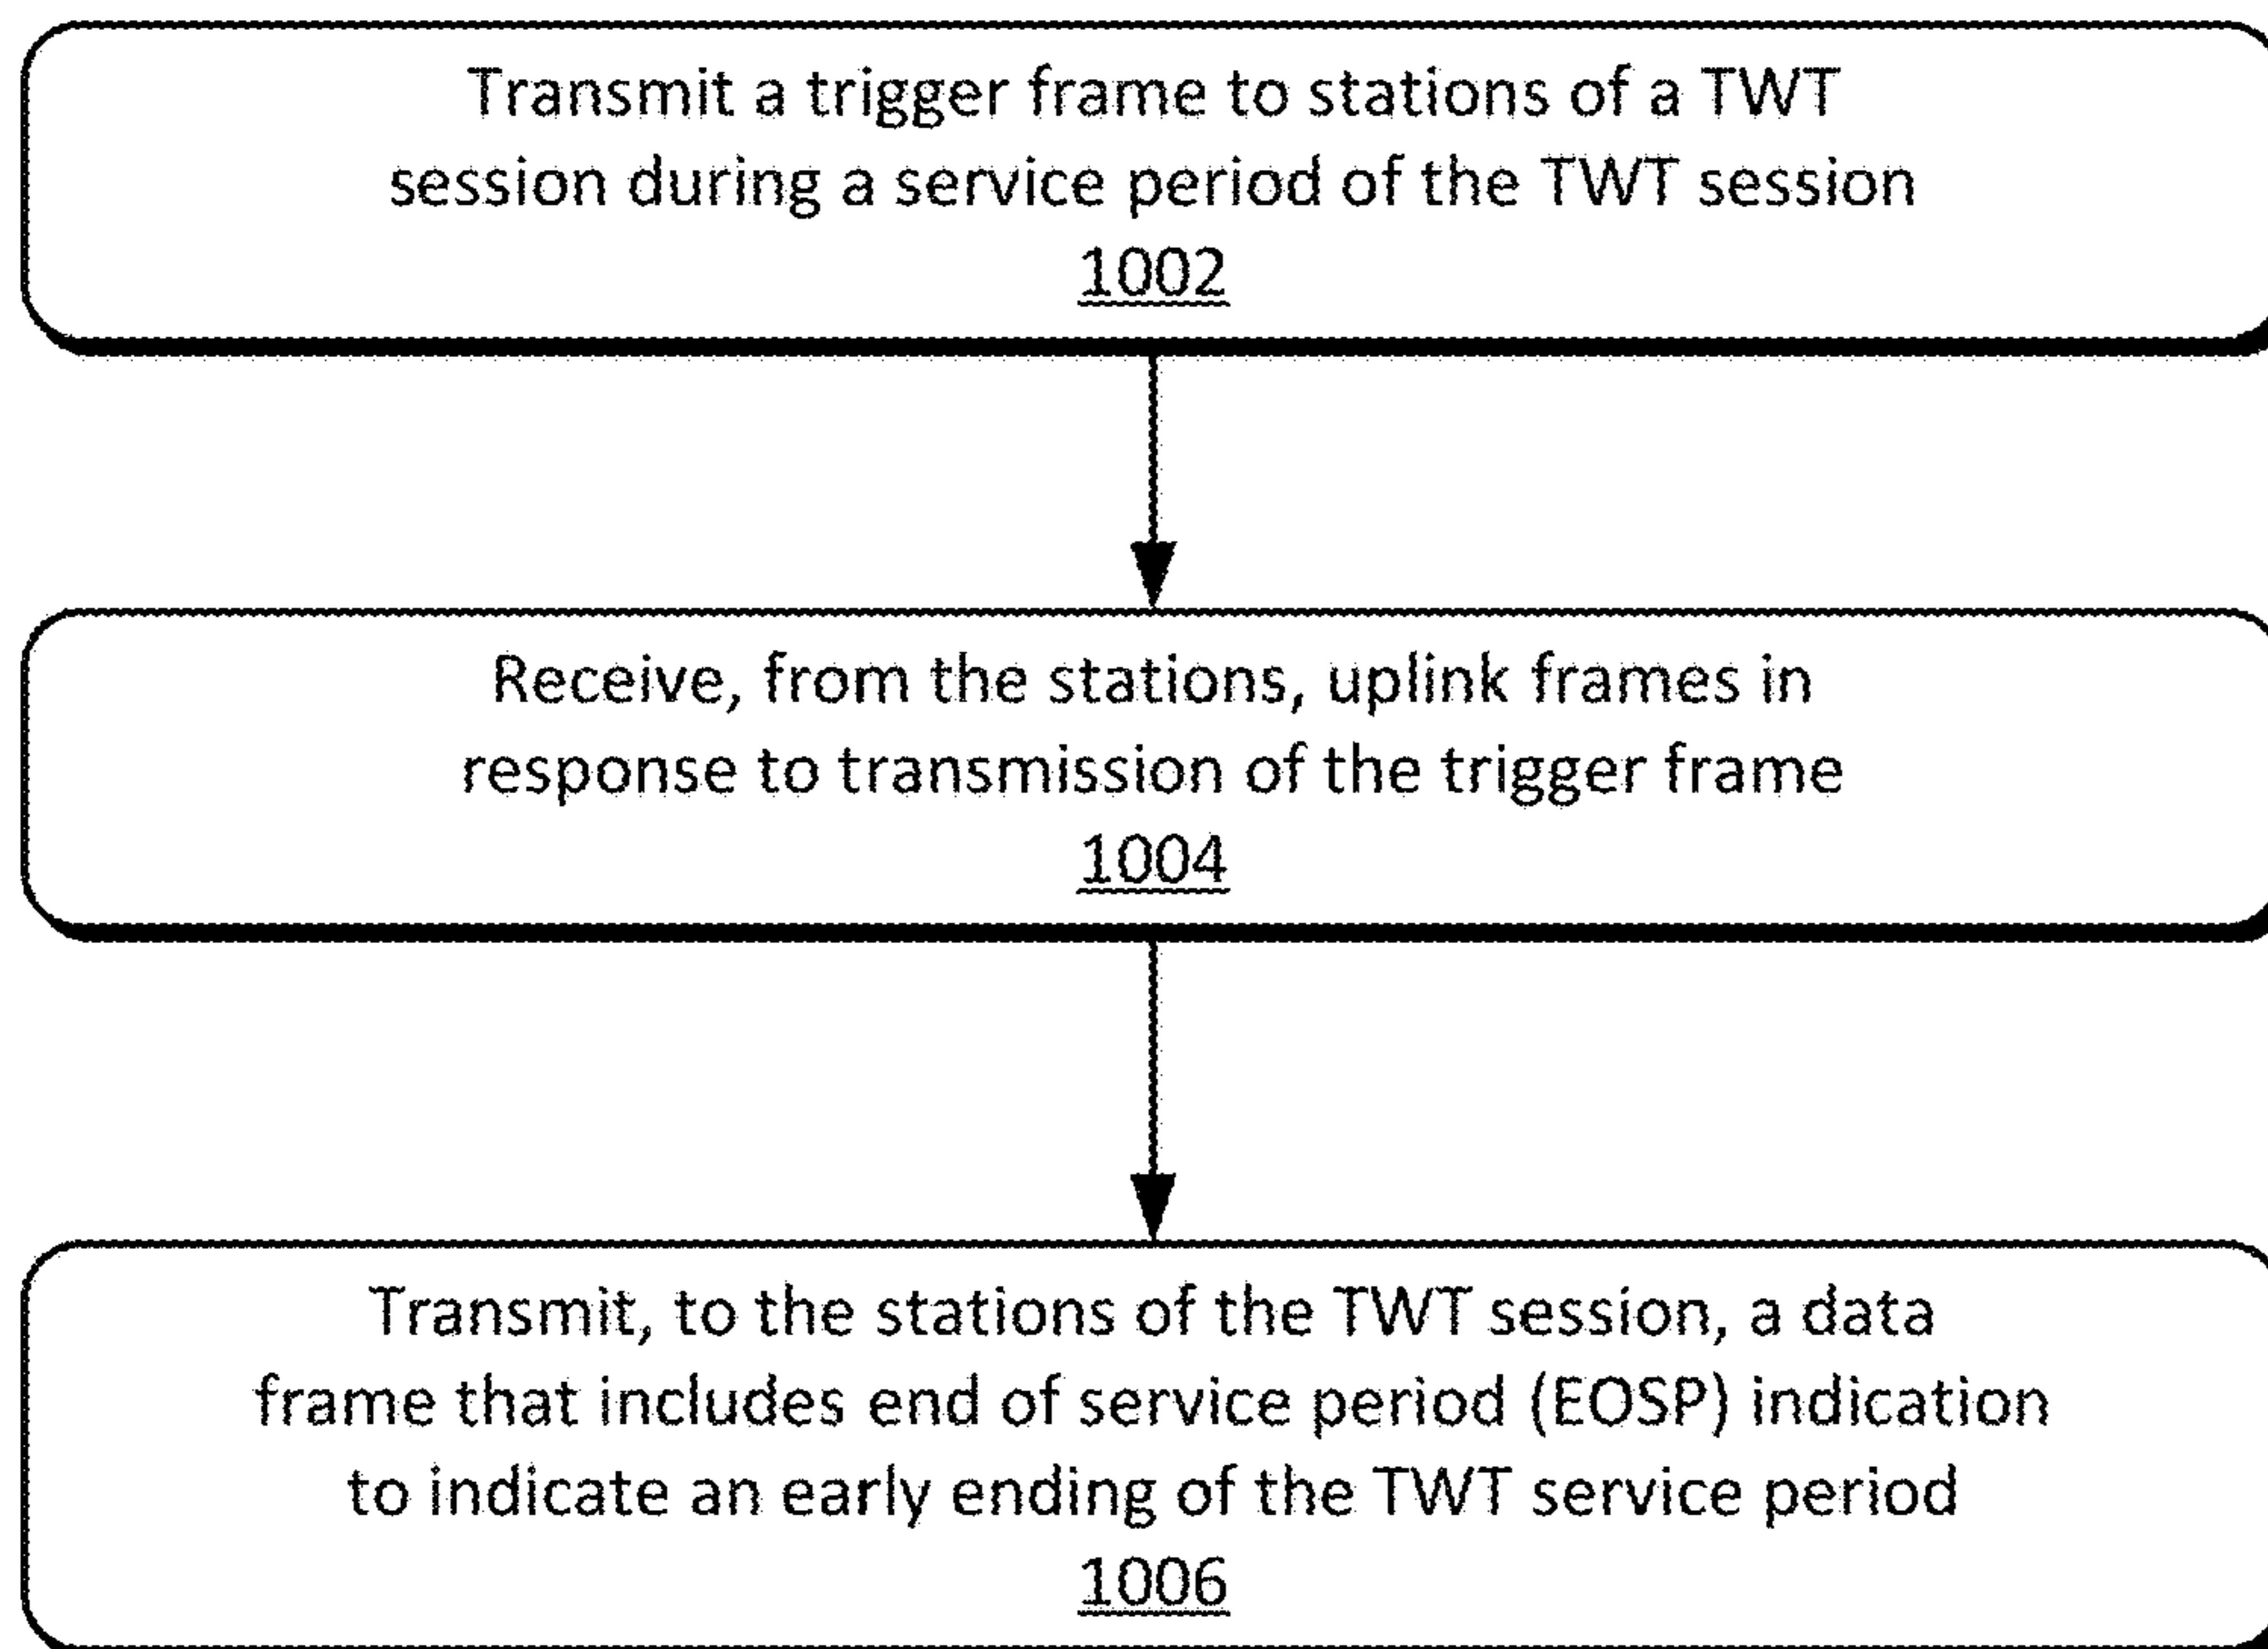 Transmit a trigger frame to stations of a TWT
session during a service period of the TWT session
1002
Receive, from the stations, uplink frames in
response to transmission of the trigger frame
1004
Transmit, to the stations of the TWT session, a data
frame that includes end of service period (EOSP) indication
to indicate an early ending of the TWT service period
1006